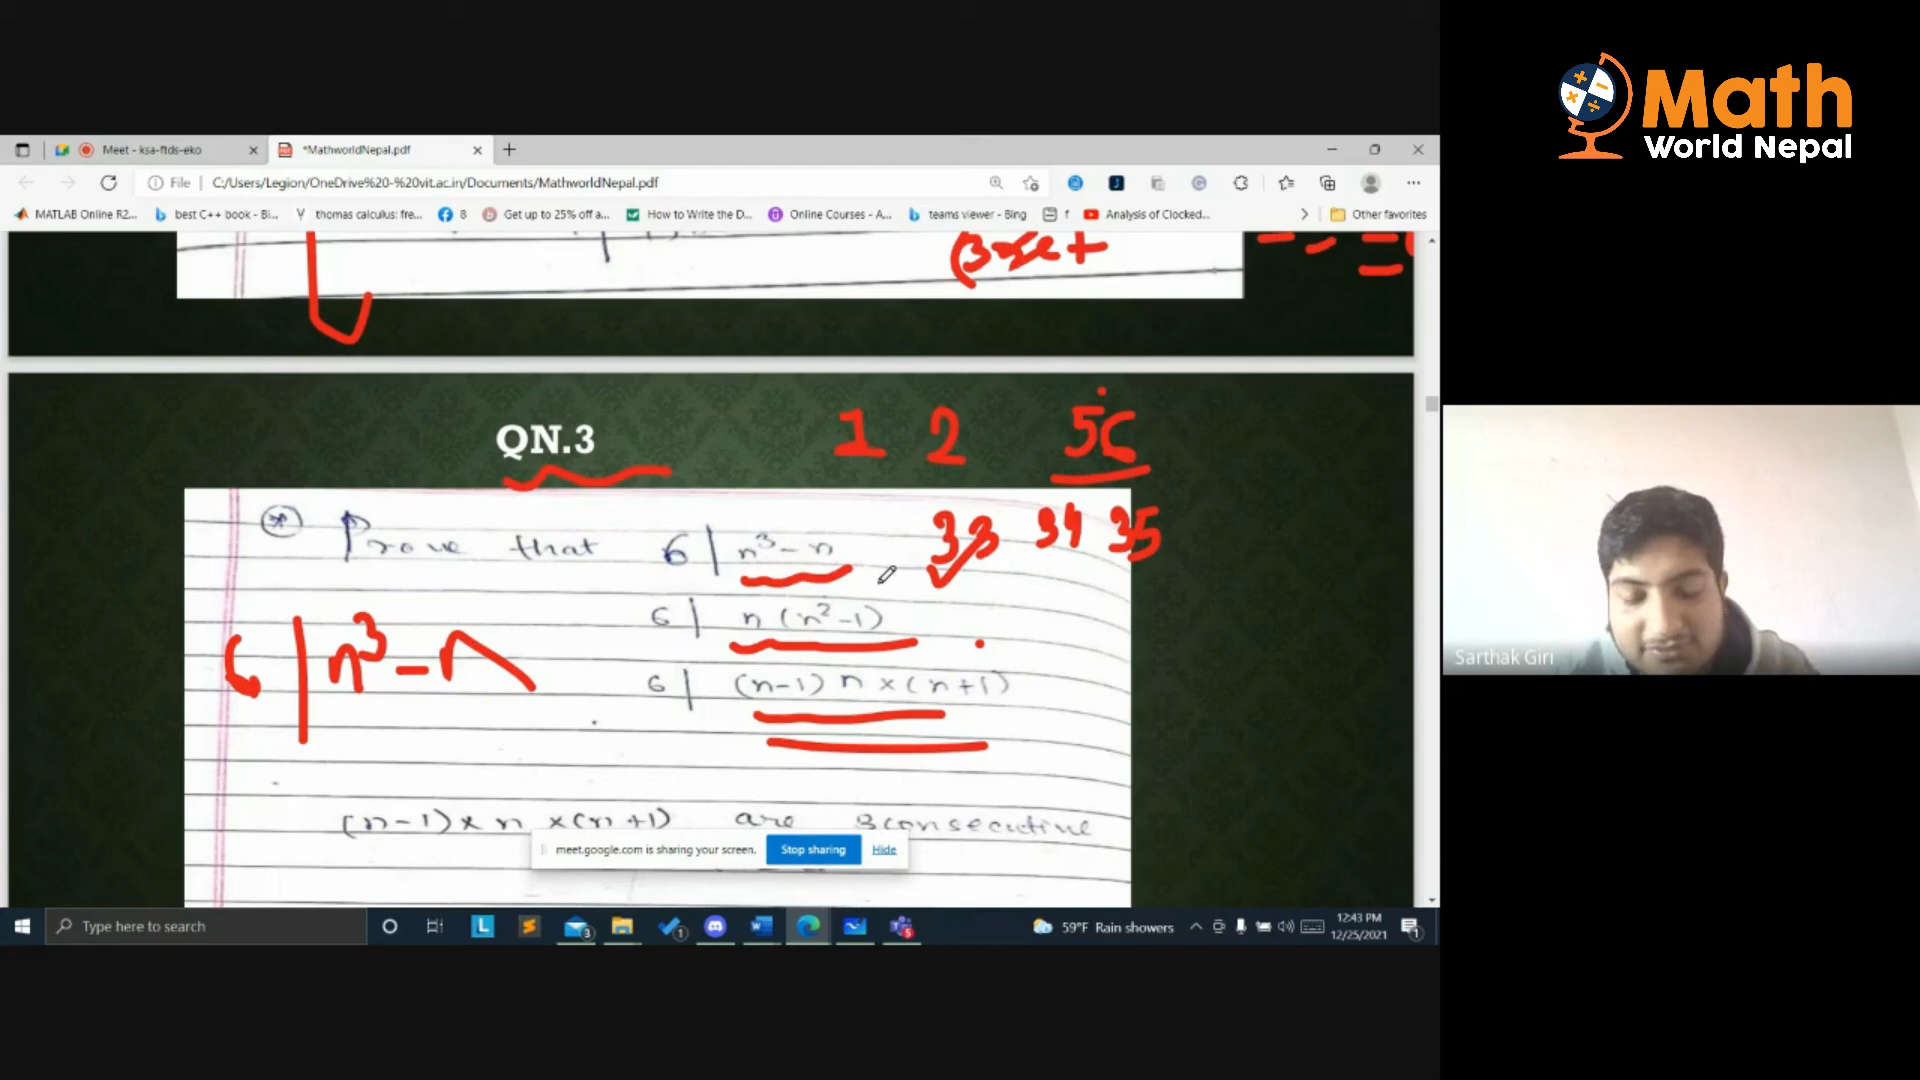 Math
World Nepal
Meet - ksa-ftds-eko
*MathworldNepal.pdf
File
C:/Users/Legion/OneDrive%20-%20vit.ac.in/Documents/MathworldNepal.pdf
MATLAB Online R2...
best C++ book - Bi...
thomas calculus: fre...
8
Get up to 25% off a...
How to Write the D...
Online Courses - A...
teams viewer - Bing
f
Analysis of Clocked...
Other favorites
QN.3
1 2 56
Prove that 6 | n³ - n
33 34 35
6 | n (n² - 1)
6 | n³ - n
6 | (n-1) n × (n+1)
(n-1) × n × (n+1) are 3 consecutive
meet.google.com is sharing your screen.
Stop sharing
Hide
Sarthak Giri
Type here to search
59°F Rain showers
12:43 PM
12/25/2021